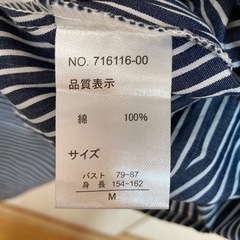 NO. 716116-00
品質表示
綿 100%
サイズ
バスト 79-87
身 長 154~162
M